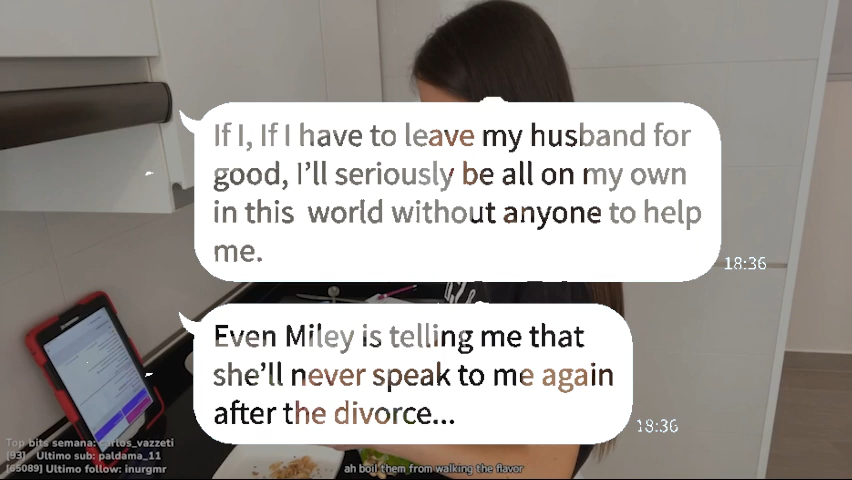 If I, If I have to leave my husband for
good, I'll seriously be all on my own
in this world without anyone to help
me.
18:36
Even Miley is telling me that
she'll never speak to me again
after the divorce...
18:36
Top bits semana: carlos_vazzeti
[93] Ultimo sub: paldama_11
[65089] Ultimo follow: inurgmr
ah boil them from walking the flavor